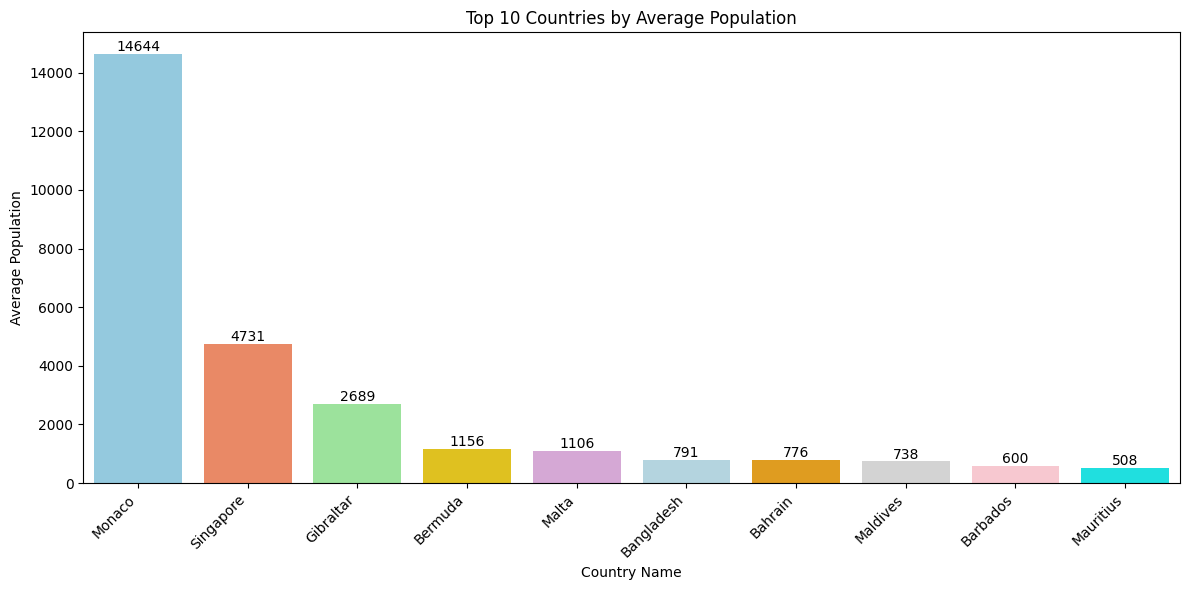 Top 10 Countries by Average Population
Average Population
14000
12000
10000
8000
6000
4000
2000
0
14644
4731
2689
1156
1106
791
776
738
600
508
Monaco
Singapore
Gibraltar
Bermuda
Malta
Bangladesh
Bahrain
Maldives
Barbados
Mauritius
Country Name